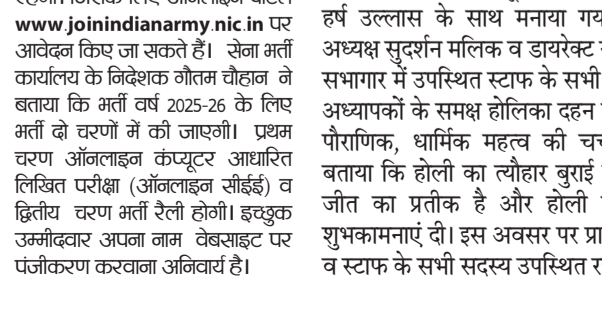 www.joinindianarmy.nic.in पर
आवेदन किए जा सकते हैं। सेना भर्ती
कार्यालय के निदेशक गौतम चौहान ने
बताया कि भर्ती वर्ष 2025-26 के लिए
भर्ती दो चरणों में की जाएगी। प्रथम
चरण ऑनलाइन कंप्यूटर आधारित
लिखित परीक्षा (ऑनलाइन सीईई) व
द्वितीय चरण भर्ती रैली होगी। इच्छुक
उम्मीदवार अपना नाम वेबसाइट पर
पंजीकरण करवाना अनिवार्य है।
हर्ष उल्लास के साथ मनाया
अध्यक्ष सुदर्शन मलिक व डायरेक्ट
सभागार में उपस्थित स्टाफ के सभी
अध्यापकों के समक्ष होलिका दहन
पौराणिक, धार्मिक महत्व की
बताया कि होली का त्यौहार बुराई
जीत का प्रतीक है और होली
शुभकामनाएं दी। इस अवसर पर
व स्टाफ के सभी सदस्य उपस्थित